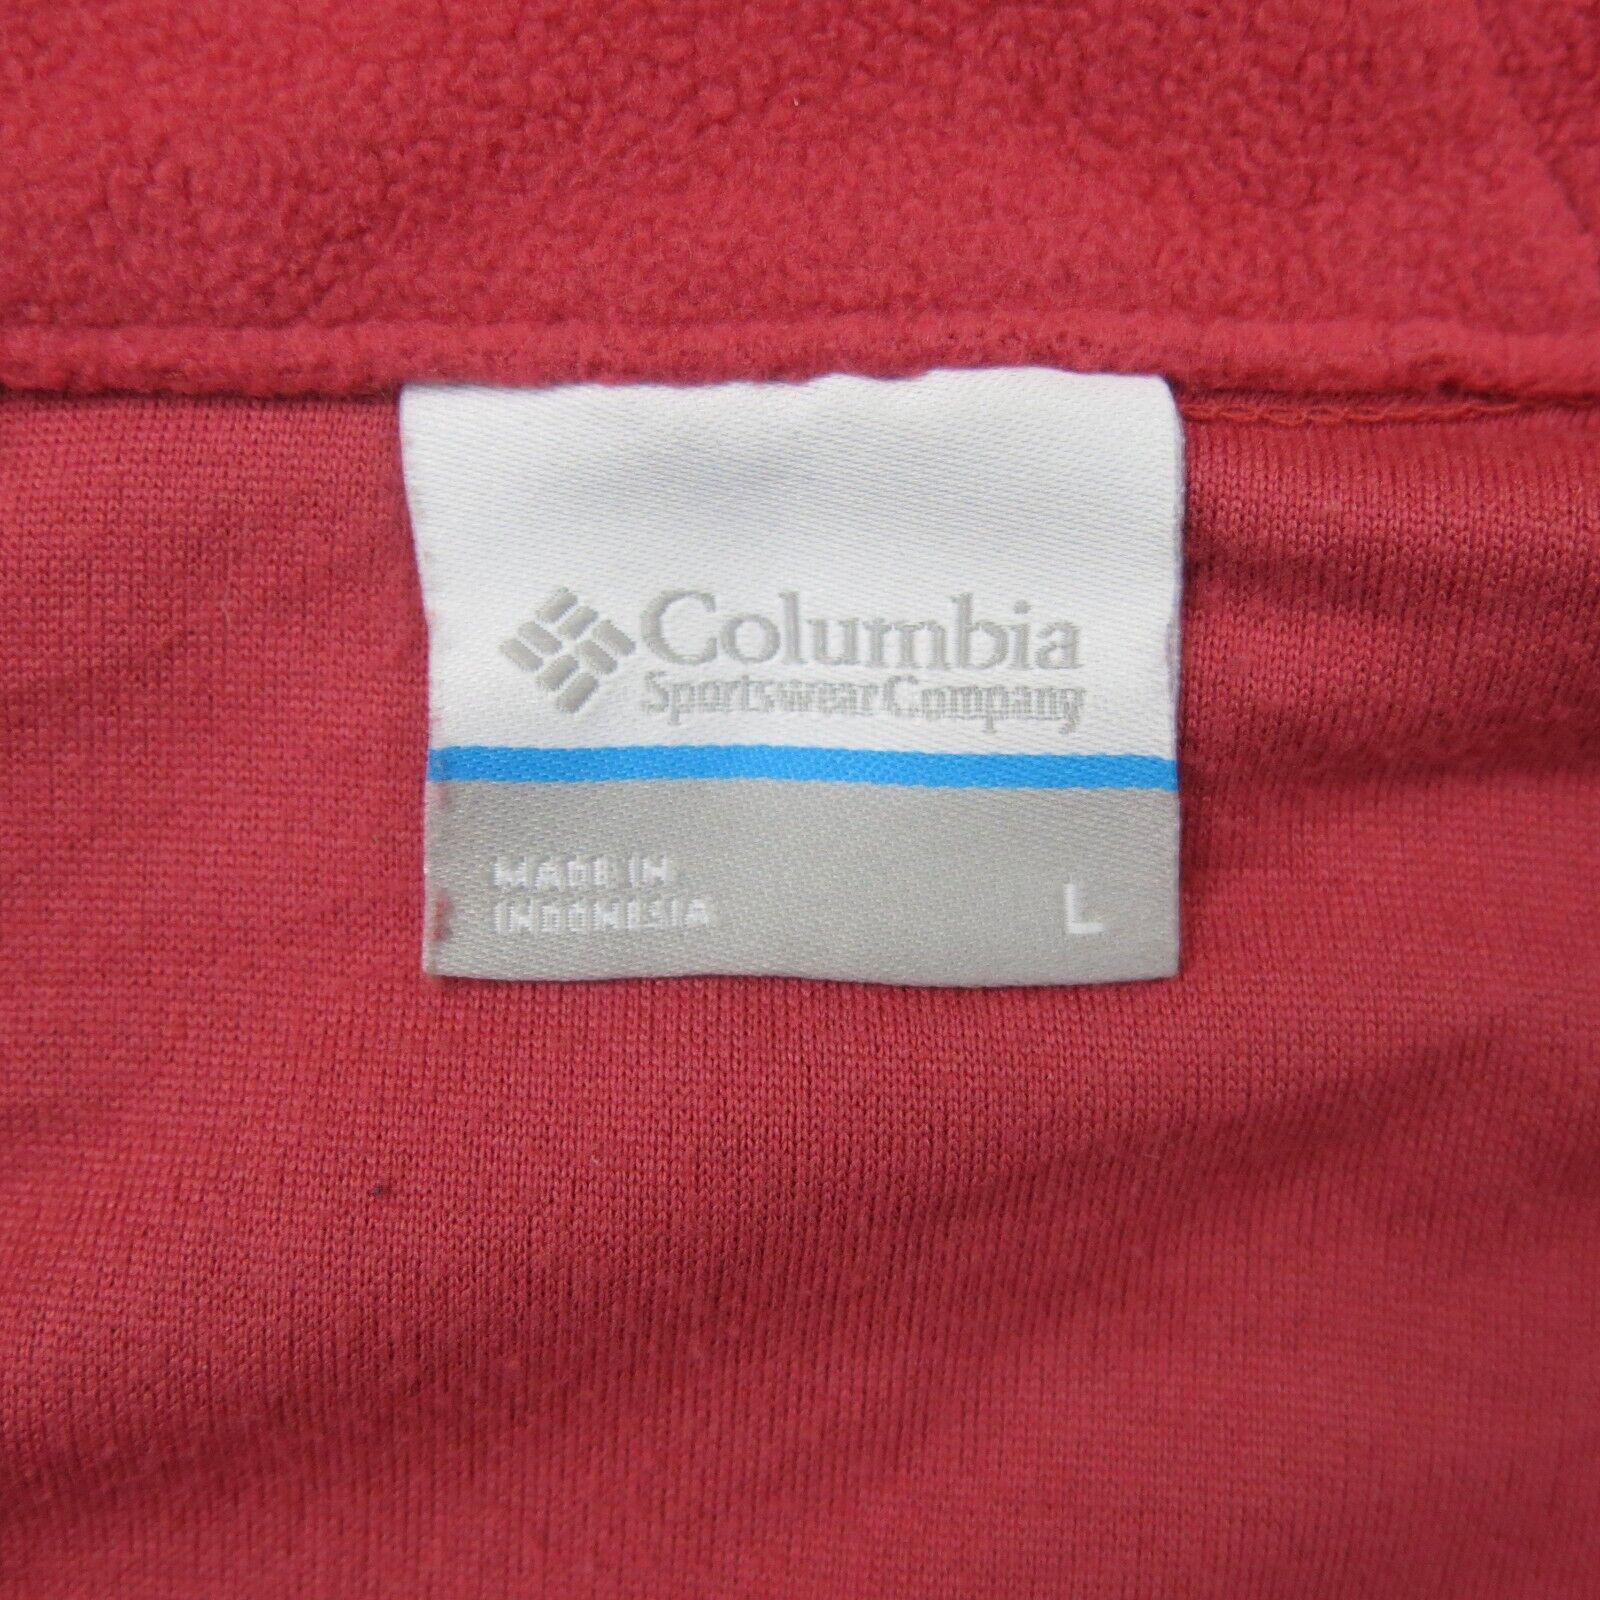 Columbia
Sportswear Company
MADE IN
INDONESIA
L